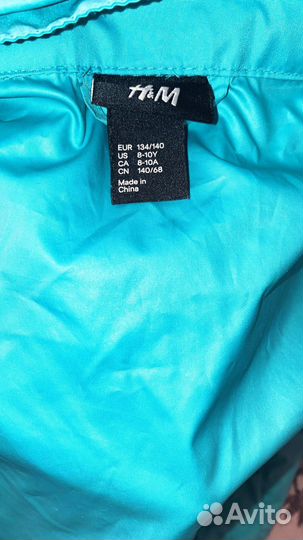 H&M
EUR 134/140
US 8-10Y
CA 8-10A
CN 140/68
Made in
China
Avito